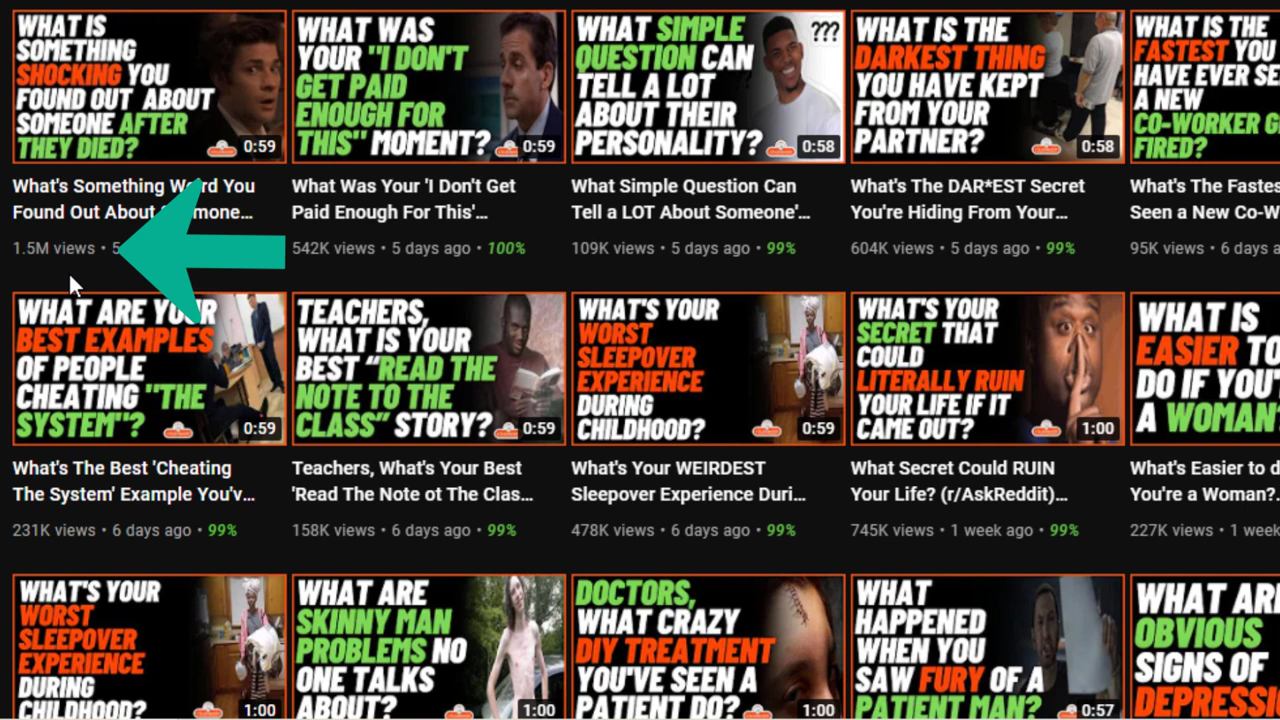 WHAT IS
SOMETHING
SHOCKING YOU
FOUND OUT ABOUT
SOMEONE AFTER
THEY DIED?
0:59
What's Something
You
Found Out About
1.5M views •
WHAT WAS
YOUR "I DON'T
GET PAID
ENOUGH FOR
THIS" MOMENT?
0:59
What Was Your 'I Don't Get
Paid Enough For This'...
542K views • 5 days ago • 100%
WHAT SIMPLE
???
QUESTION CAN
TELL A LOT
ABOUT THEIR
PERSONALITY?
0:58
What Simple Question Can
Tell a LOT About Someone'...
109K views • 5 days ago • 99%
WHAT IS THE
DARKEST THING
YOU HAVE KEPT
FROM YOUR
PARTNER?
0:58
What's The DAR*EST Secret
You're Hiding From Your...
604K views • 5 days ago • 99%
WHAT IS THE
FASTEST YOU
HAVE EVER SE
A NEW
CO-WORKER G
FIRED?
What's The Fastes
Seen a New Co-W
95K views • 6 days a
WHAT ARE YOUR
BEST EXAMPLES
OF PEOPLE
CHEATING "THE
SYSTEM"?
0:59
What's The Best 'Cheating
The System' Example You'v...
231K views • 6 days ago • 99%
TEACHERS,
WHAT IS YOUR
BEST “READ THE
NOTE TO THE
CLASS” STORY?
0:59
Teachers, What's Your Best
'Read The Note ot The Clas...
158K views • 6 days ago • 99%
WHAT'S YOUR
WORST
SLEEPOVER
EXPERIENCE
DURING
CHILDHOOD?
0:59
What's Your WEIRDEST
Sleepover Experience Duri...
478K views • 6 days ago • 99%
WHAT'S YOUR
SECRET THAT
COULD
LITERALLY RUIN
YOUR LIFE IF IT
CAME OUT?
1:00
What Secret Could RUIN
Your Life? (r/AskReddit)...
745K views • 1 week ago • 99%
WHAT IS
EASIER TO
DO IF YOU'
A WOMAN
What's Easier to d
You're a Woman?.
227K views • 1 week
WHAT'S YOUR
WORST
SLEEPOVER
EXPERIENCE
DURING
CHILDHOOD?
1:00
WHAT ARE
SKINNY MAN
PROBLEMS NO
ONE TALKS
ABOUT?
1:00
DOCTORS,
WHAT CRAZY
DIY TREATMENT
YOU'VE SEEN A
PATIENT DO?
1:00
WHAT
HAPPENED
WHEN YOU
SAW FURY OF A
PATIENT MAN?
0:57
WHAT AR
OBVIOUS
SIGNS OF
DEPRESSI